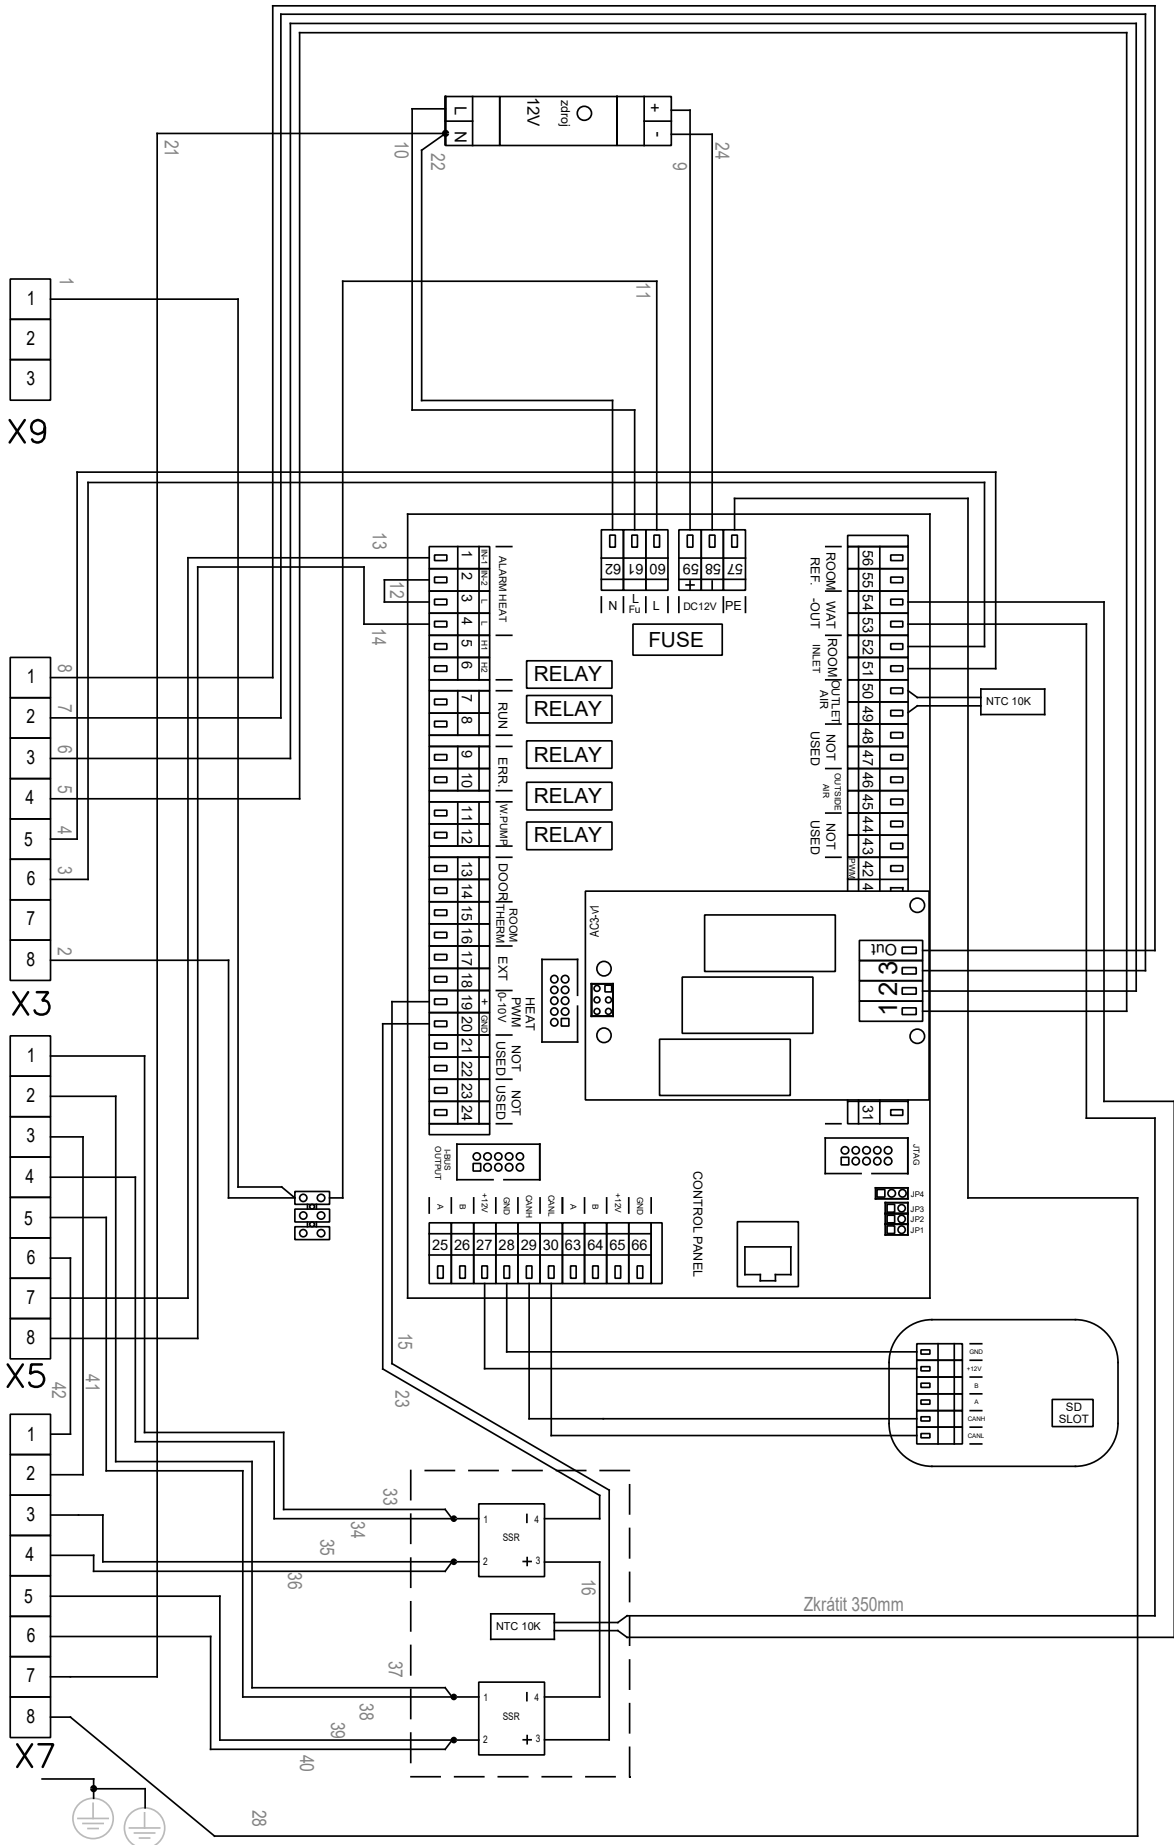 L
N
12V
zdroj
+
-
21
10
22
9
24
1
1
2
3
X9
11
13
12
14
1
2
3
4
5
6
7
8
X3
8
7
6
5
4
3
2
1
2
3
4
5
6
7
8
X5
42
41
1
2
3
4
5
6
7
8
X7
62
61
60
59
58
57
+
N
L Fu
L
DC12V
PE
FUSE
1
2
3
4
5
6
7
8
9
10
11
12
13
14
15
16
17
18
19
20
21
22
23
24
IN-1
IN-2
L
L
H1
H2
+
GND
ALARM HEAT
RUN
ERR.
W.PUMP
DOOR
ROOM THERM
EXT
HEAT PWM 0-10V
NOT USED
NOT USED
RELAY
RELAY
RELAY
RELAY
RELAY
56
55
54
53
52
51
50
49
48
47
46
45
44
43
42
4
31
ROOM REF.
WAT -OUT
ROOM INLET
OUTLET AIR
NOT USED
OUTSIDE AIR
NOT USED
PWM
NTC 10K
AC3-v1
Out
3
2
1
I-BUS OUTPUT
JTAG
JP4
JP3
JP2
JP1
CONTROL PANEL
A
B
+12V
GND
CANH
CANL
A
B
+12V
GND
25
26
27
28
29
30
63
64
65
66
GND
+12V
B
A
CANH
CANL
SD
SLOT
15
23
33
34
35
36
16
37
38
39
40
28
1
2
SSR
4
+ 3
NTC 10K
Zkrátit 350mm
1
2
SSR
4
+ 3